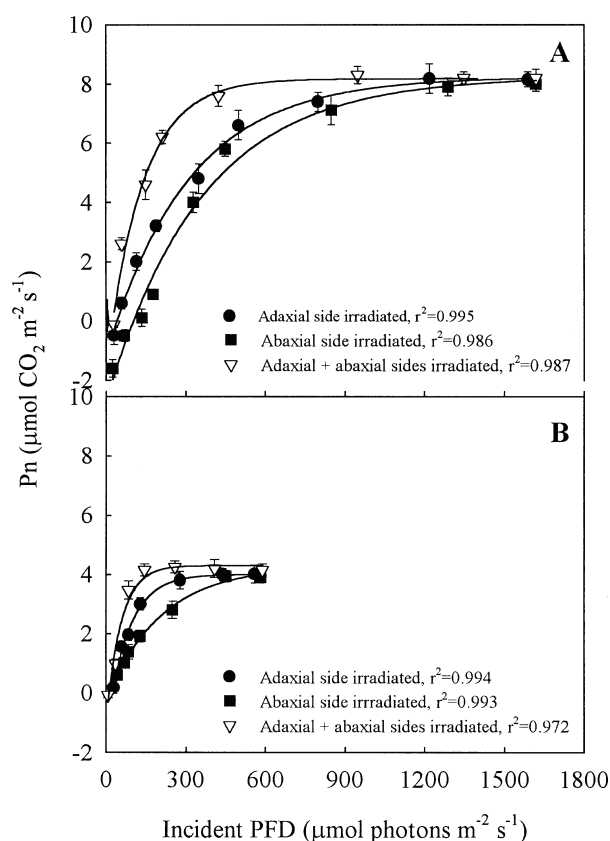 10
A
8
6
4
2
0
-2
Adaxial side irradiated, r²=0.995
Abaxial side irradiated, r²=0.986
Adaxial + abaxial sides irradiated, r²=0.987
Pn (μmol CO₂ m⁻² s⁻¹)
10
B
8
6
4
2
0
-2
Adaxial side irradiated, r²=0.994
Abaxial side irrradiated, r²=0.993
Adaxial + abaxial sides irradiated, r²=0.972
0 300 600 900 1200 1500 1800
Incident PFD (μmol photons m⁻² s⁻¹)